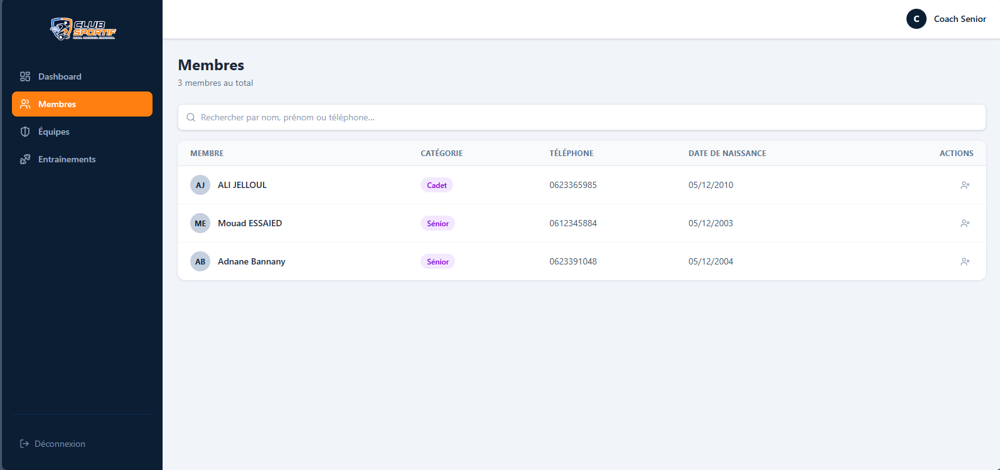 CLUB
SPORTIF
C Coach Senior
Dashboard
Membres
Équipes
Entraînements
Déconnexion
Membres
3 membres au total
Rechercher par nom, prénom ou téléphone...
MEMBRE CATÉGORIE TÉLÉPHONE DATE DE NAISSANCE ACTIONS
AJ ALI JELLOUL Cadet 0623365985 05/12/2010
ME Mouad ESSAIED Sénior 0612345884 05/12/2003
AB Adnane Bannany Sénior 0623391048 05/12/2004